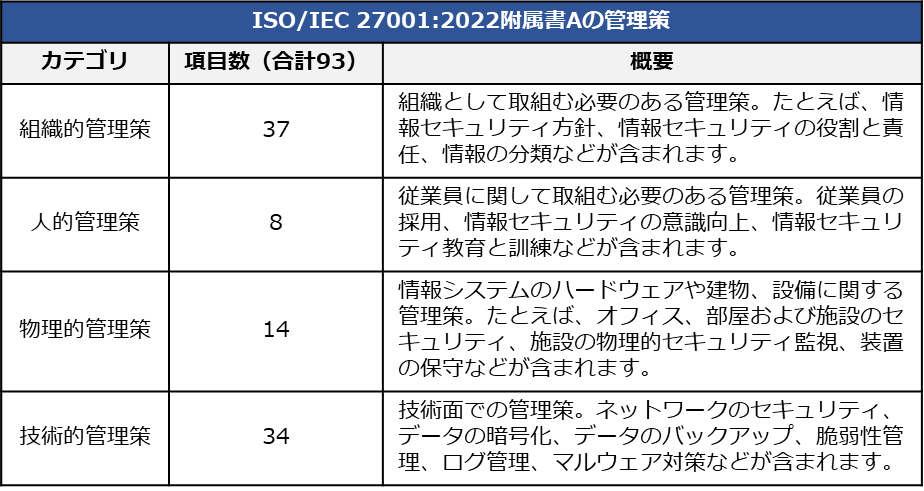 ISO/IEC 27001:2022附属書Aの管理策
カテゴリ 項目数（合計93） 概要
組織的管理策 37 組織として取組む必要のある管理策。たとえば、情
報セキュリティ方針、情報セキュリティの役割と責
任、情報の分類などが含まれます。
人的管理策 8 従業員に関して取組む必要のある管理策。従業員の
採用、情報セキュリティの意識向上、情報セキュリ
ティ教育と訓練などが含まれます。
物理的管理策 14 情報システムのハードウェアや建物、設備に関する
管理策。たとえば、オフィス、部屋および施設のセ
キュリティ、施設の物理的セキュリティ監視、装置
の保守などが含まれます。
技術的管理策 34 技術面での管理策。ネットワークのセキュリティ、
データの暗号化、データのバックアップ、脆弱性管
理、ログ管理、マルウェア対策などが含まれます。